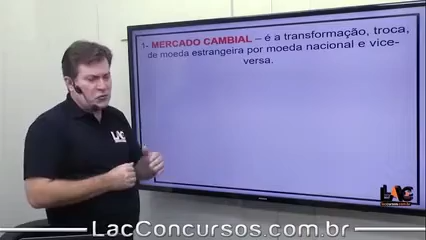 1- MERCADO CAMBIAL – é a transformação, troca,
de moeda estrangeira por moeda nacional e vice-
versa.
LAC
LAC
LacConcursos.com.br